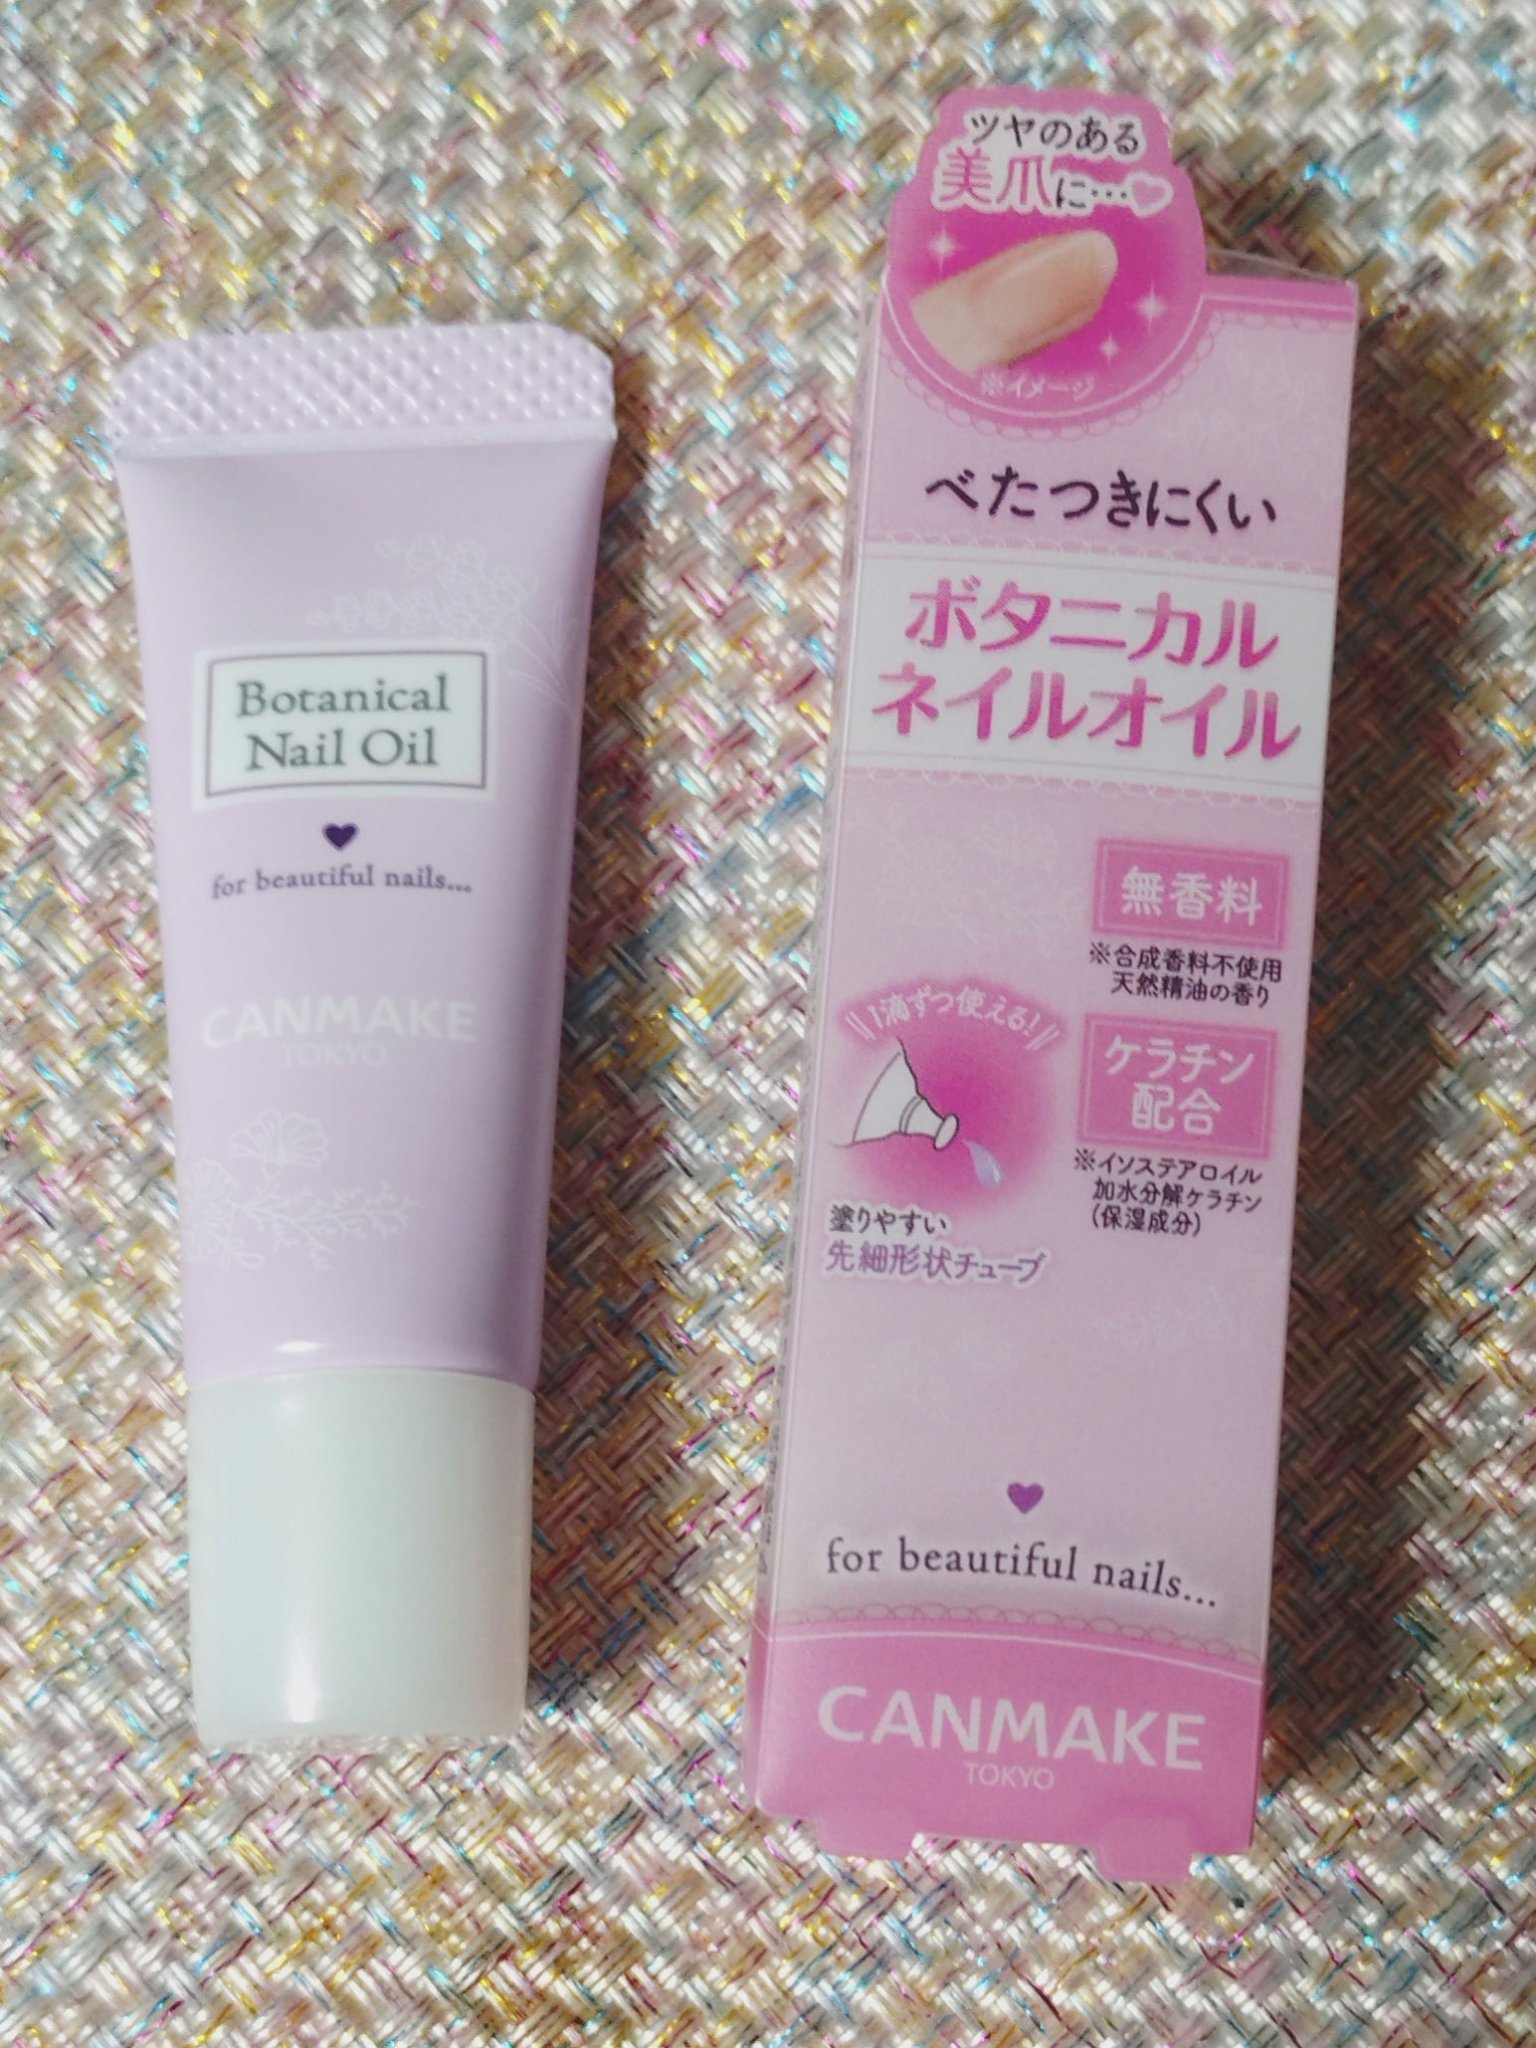 Botanical
Nail Oil
for beautiful nails...
CANMAKE
TOKYO
ツヤのある
美爪に…
※イメージ
べたつきにくい
ボタニカル
ネイルオイル
無香料
※合成香料不使用
天然精油の香り
1滴ずつ使える!
ケラチン
配合
※イソステアロイル
加水分解ケラチン
(保湿成分)
塗りやすい
先細形状チューブ
for beautiful nails...
CANMAKE
TOKYO